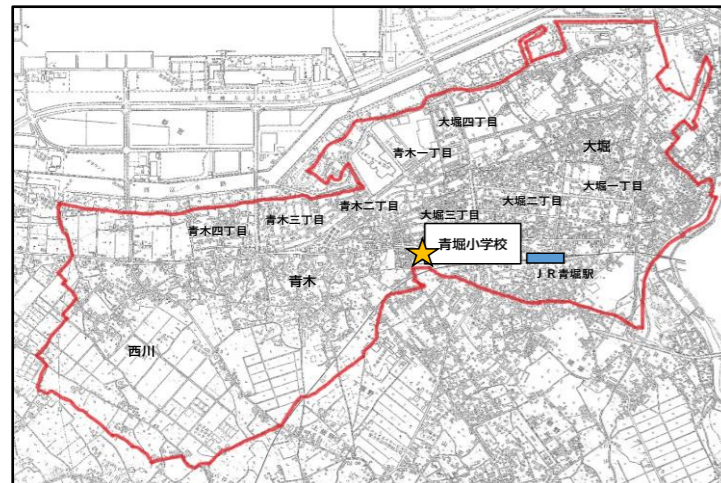 大堀四丁目
青木一丁目
大堀
大堀一丁目
青木二丁目
大堀二丁目
青木三丁目
大堀三丁目
青木四丁目
青堀小学校
ＪＲ青堀駅
青木
西川